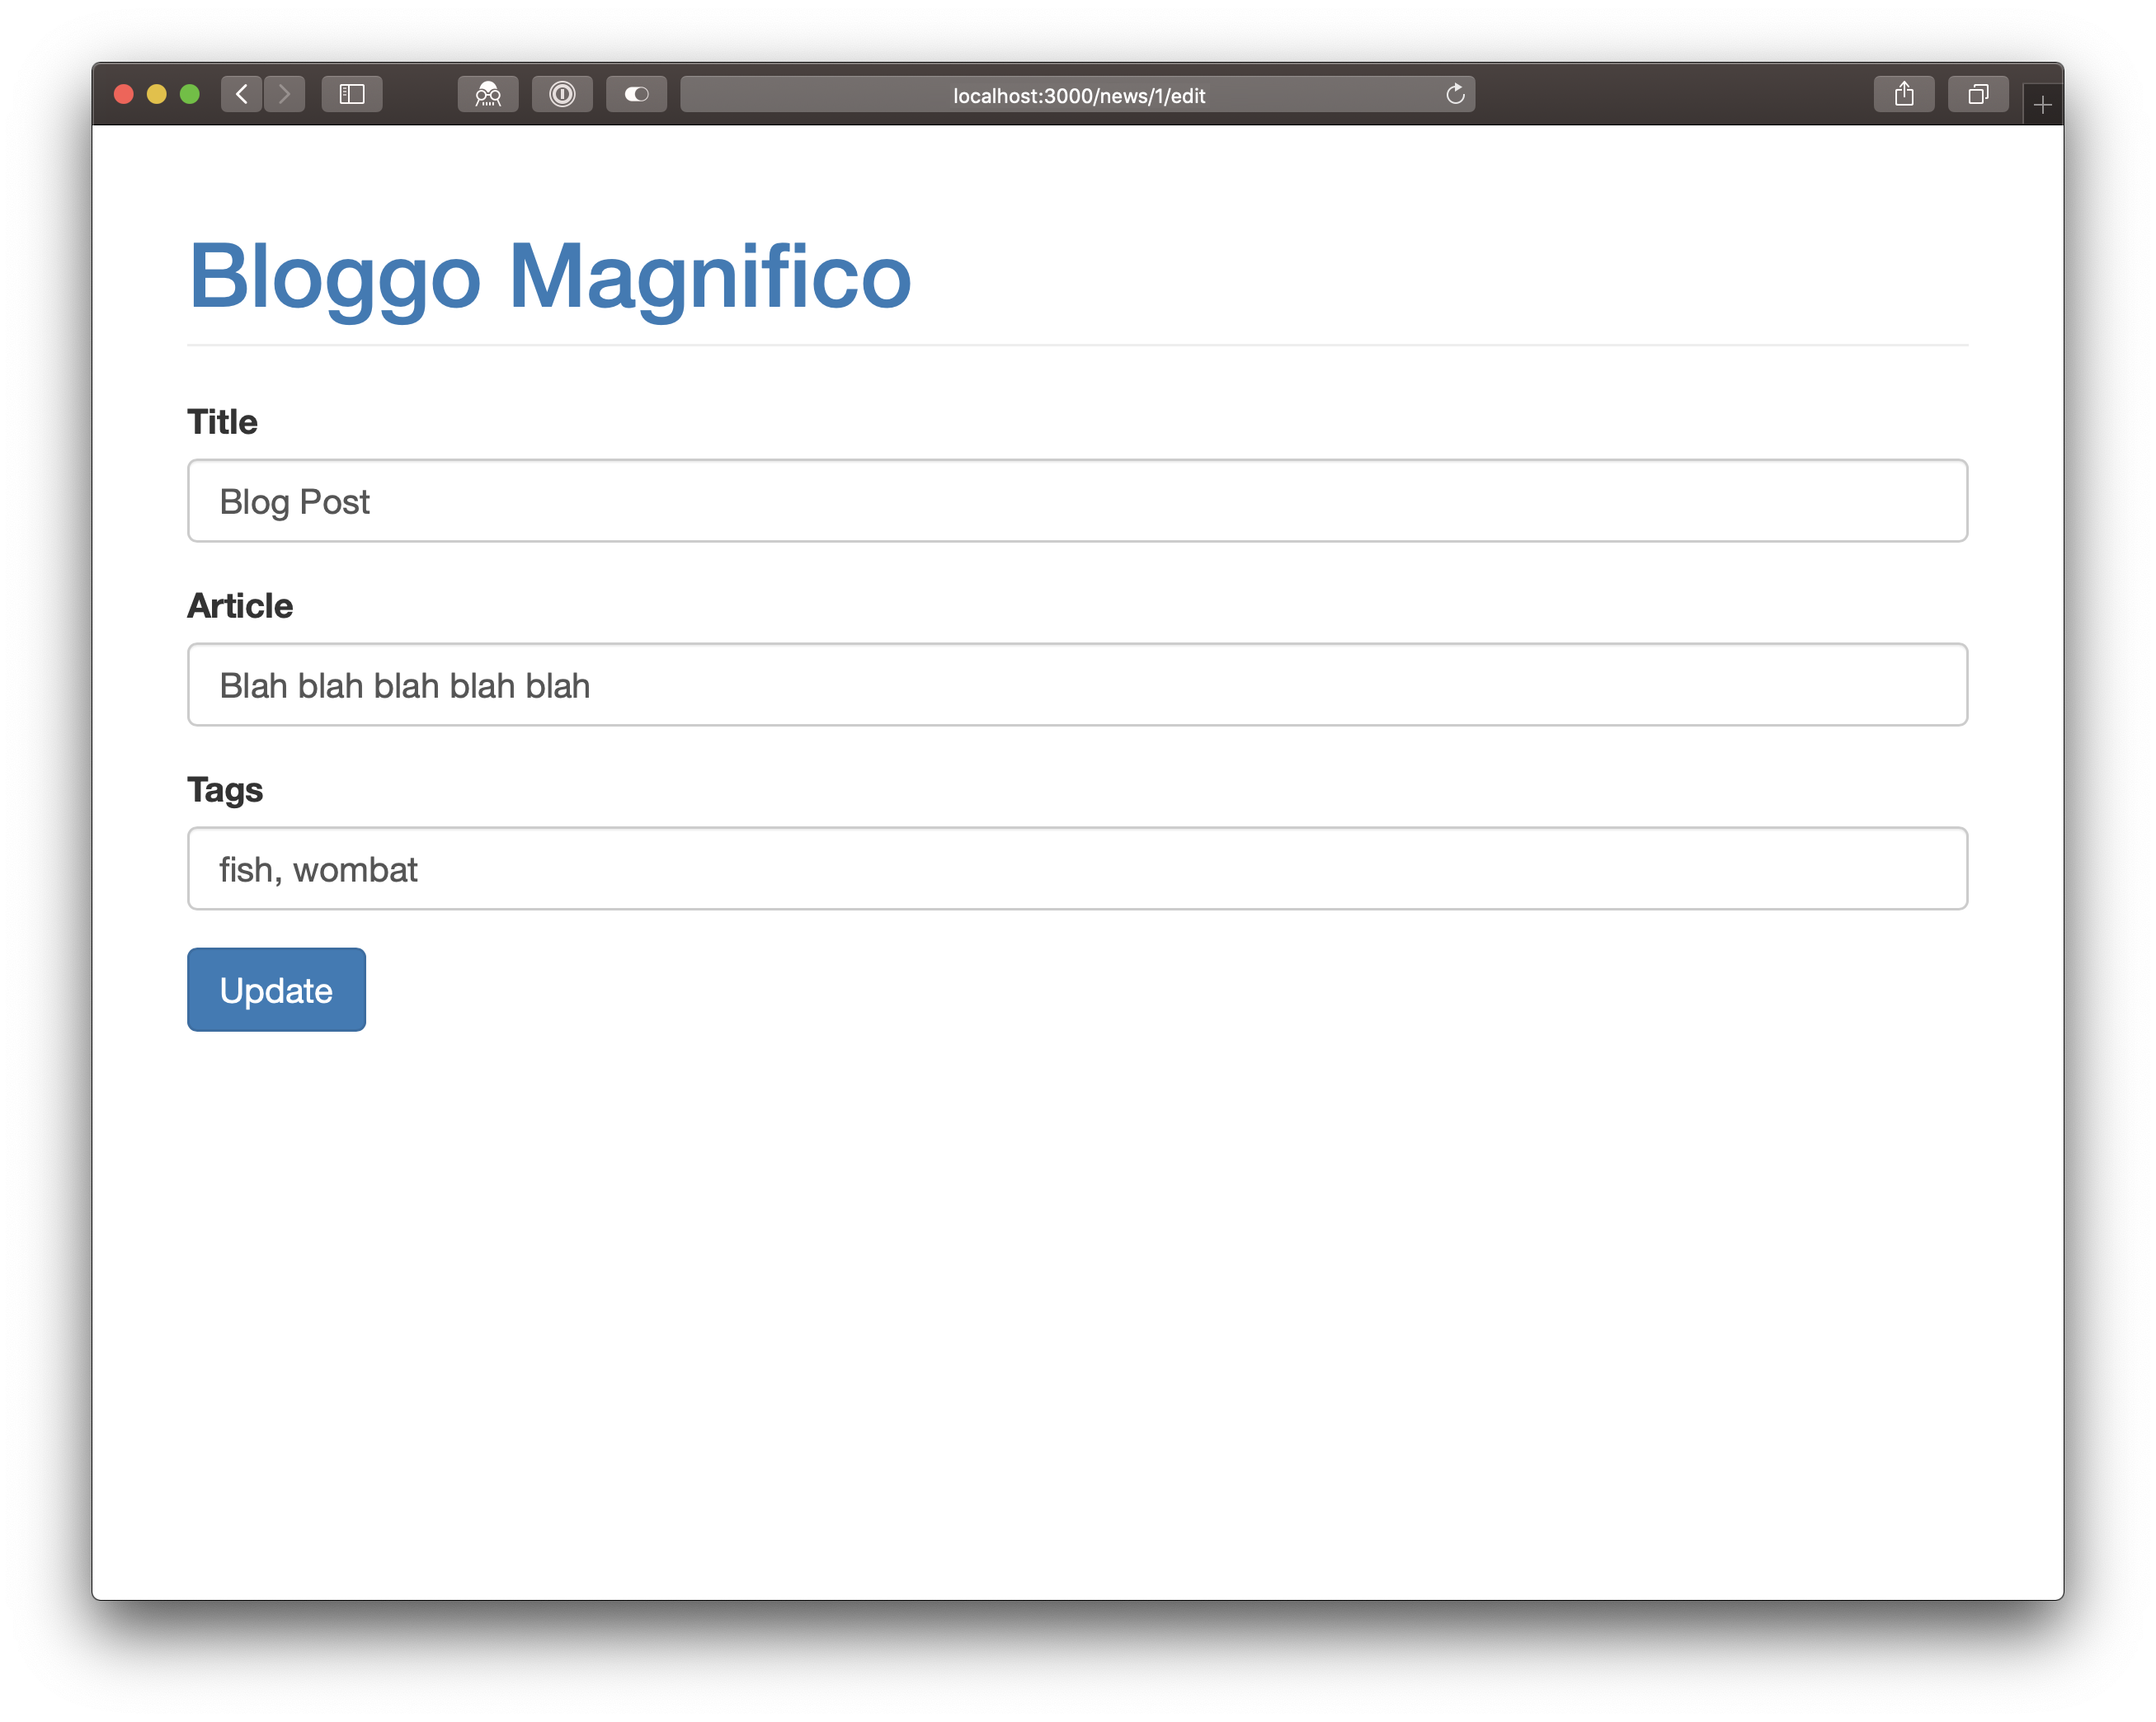 localhost:3000/news/1/edit
Bloggo Magnifico
Title
Blog Post
Article
Blah blah blah blah blah
Tags
fish, wombat
Update